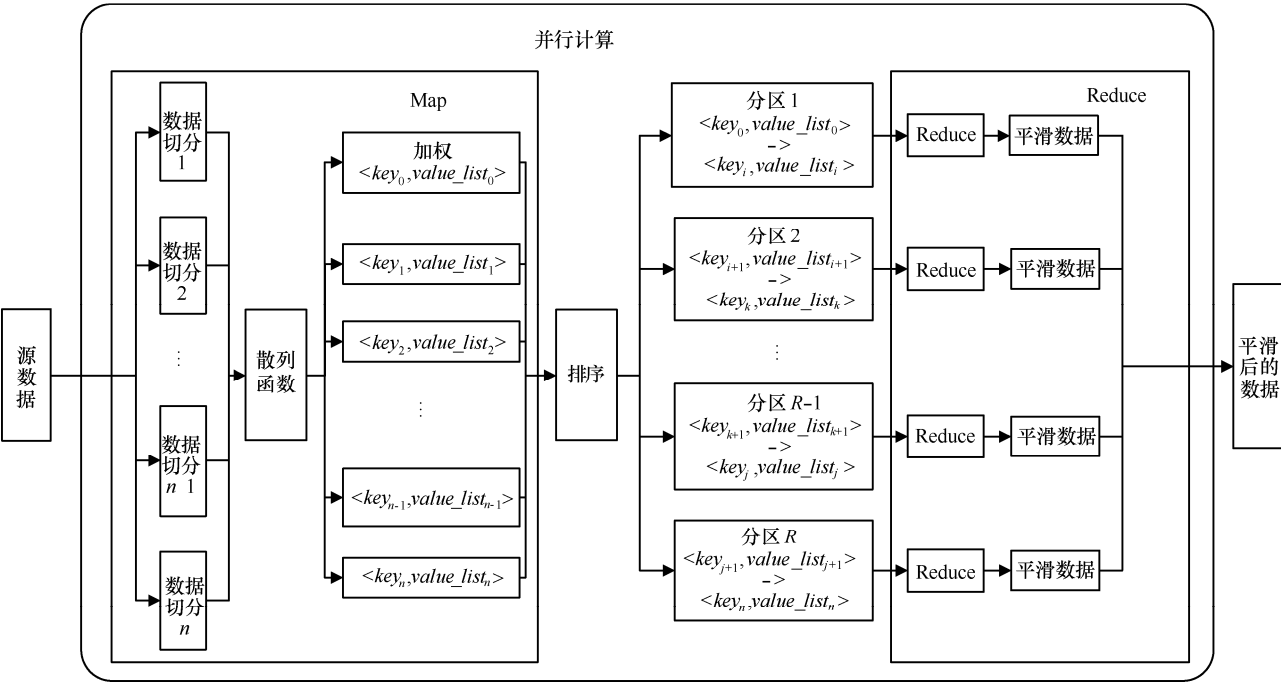 并行计算
Map
Reduce
源
数
据
数据
切分
1
数据
切分
2
⋮
数据
切分
n 1
数据
切分
n
散列
函数
加权
<key₀,value_list₀>
<key₁,value_list₁>
<key₂,value_list₂>
⋮
<keyₙ₋₁,value_listₙ₋₁>
<keyₙ,value_listₙ>
排序
分区 1
<key₀,value_list₀>
->
<keyᵢ,value_listᵢ>
分区 2
<keyᵢ₊₁,value_listᵢ₊₁>
->
<keyₖ,value_listₖ>
⋮
分区 R-1
<keyₖ₊₁,value_listₖ₊₁>
->
<keyⱼ,value_listⱼ>
分区 R
<keyⱼ₊₁,value_listⱼ₊₁>
->
<keyₙ,value_listₙ>
Reduce
平滑数据
Reduce
平滑数据
Reduce
平滑数据
Reduce
平滑数据
平滑
后的
数据